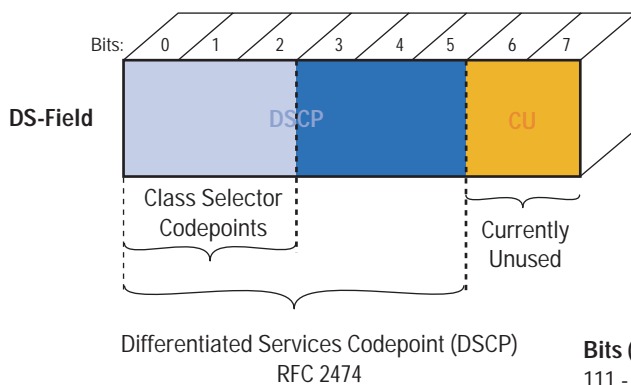 Bits: 0 1 2 3 4 5 6 7
DS-Field
DSCP
CU
Class Selector
Codepoints
Currently
Unused
Differentiated Services Codepoint (DSCP)
RFC 2474
Bits (
111 -